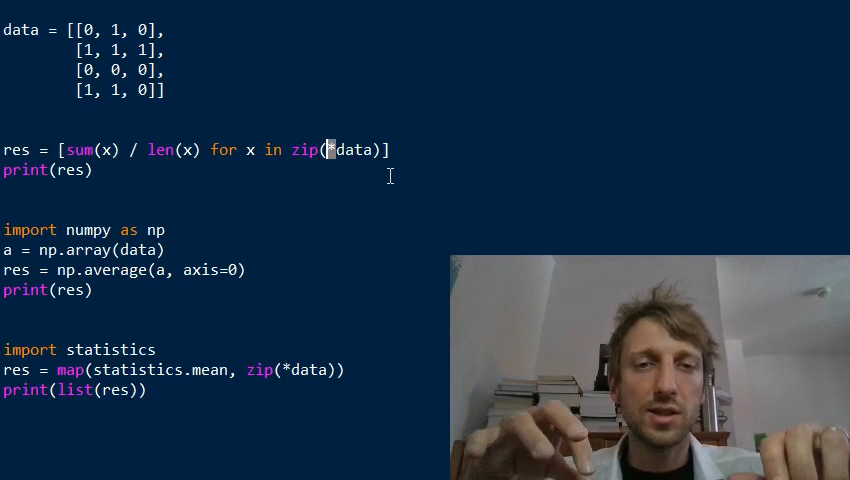 data = [[0, 1, 0],
[1, 1, 1],
[0, 0, 0],
[1, 1, 0]]
res = [sum(x) / len(x) for x in zip(*data)]
print(res)
import numpy as np
a = np.array(data)
res = np.average(a, axis=0)
print(res)
import statistics
res = map(statistics.mean, zip(*data))
print(list(res))